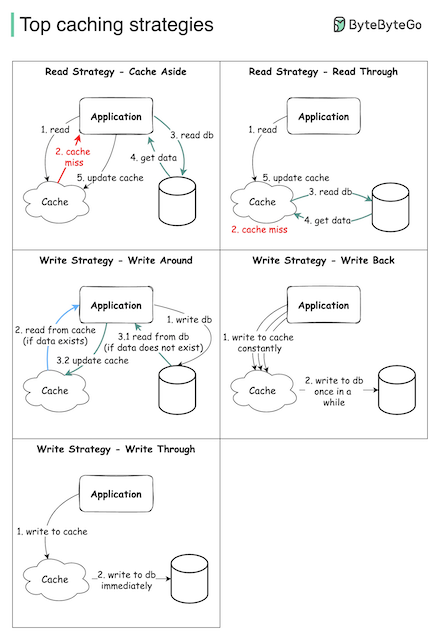 Top caching strategies
ByteByteGo
Read Strategy - Cache Aside
Application
1. read
2. cache
miss
3. read db
4. get data
5. update cache
Cache
Read Strategy - Read Through
Application
1. read
5. update cache
3. read db
Cache
4. get data
2. cache miss
Write Strategy - Write Around
Application
1. write db
2. read from cache
(if data exists)
3.1 read from db
(if data does not exist)
3.2 update cache
Cache
Write Strategy - Write Back
Application
1. write to cache
constantly
Cache
2. write to db
once in a
while
Write Strategy - Write Through
Application
1. write to cache
Cache
2. write to db
immediately